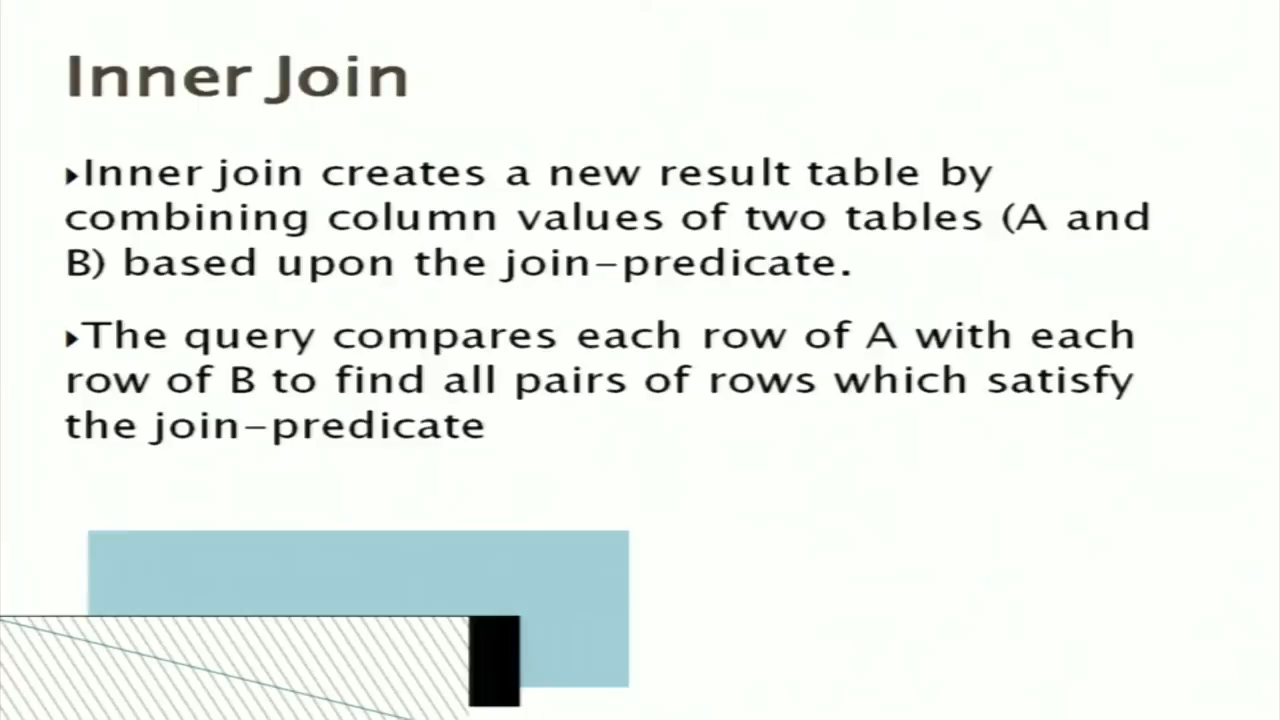 Inner Join
▸Inner join creates a new result table by
combining column values of two tables (A and
B) based upon the join-predicate.
▸The query compares each row of A with each
row of B to find all pairs of rows which satisfy
the join-predicate